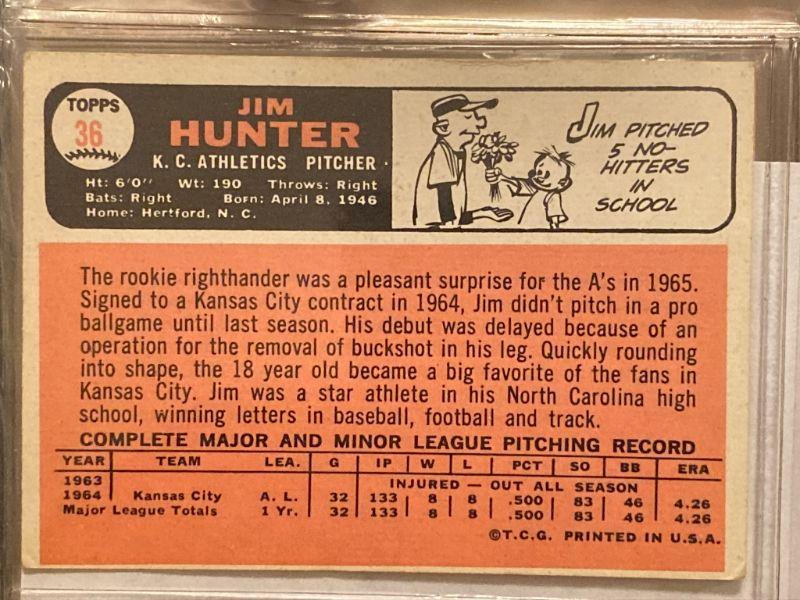 TOPPS
36
JIM
HUNTER
K. C. ATHLETICS PITCHER
Ht: 6'0" Wt: 190 Throws: Right
Bats: Right Born: April 8, 1946
Home: Hertford, N. C.
JIM PITCHED
5 NO-
HITTERS
IN
SCHOOL
The rookie righthander was a pleasant surprise for the A's in 1965.
Signed to a Kansas City contract in 1964, Jim didn't pitch in a pro
ballgame until last season. His debut was delayed because of an
operation for the removal of buckshot in his leg. Quickly rounding
into shape, the 18 year old became a big favorite of the fans in
Kansas City. Jim was a star athlete in his North Carolina high
school, winning letters in baseball, football and track.
COMPLETE MAJOR AND MINOR LEAGUE PITCHING RECORD
YEAR TEAM LEA. G IP W L PCT SO BB ERA
1963 INJURED — OUT ALL SEASON
1964 Kansas City A. L. 32 133 8 8 .500 83 46 4.26
Major League Totals 1 Yr. 32 133 8 8 .500 83 46 4.26
©T.C.G. PRINTED IN U.S.A.